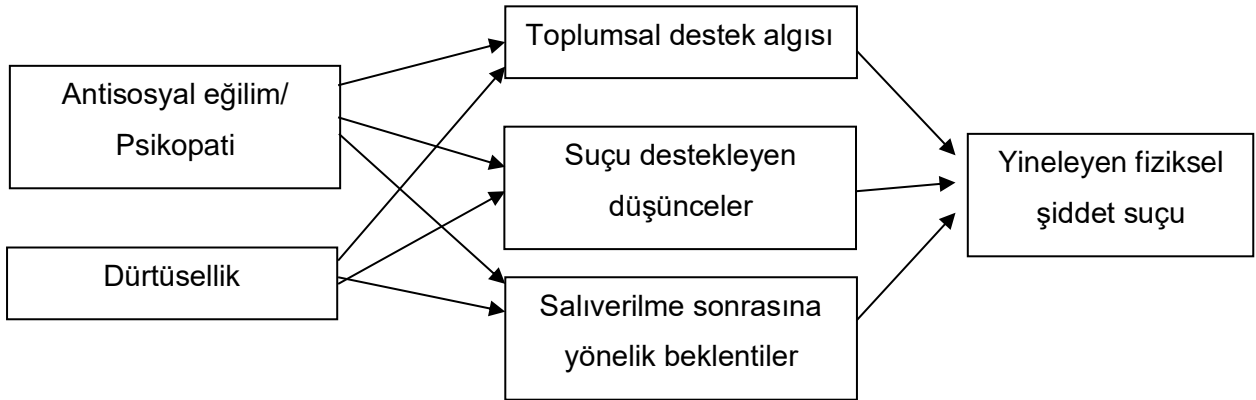 Antisosyal eğilim/
Psikopati
Dürtüsellik
Toplumsal destek algısı
Suçu destekleyen
düşünceler
Salıverilme sonrasına
yönelik beklentiler
Yineleyen fiziksel
şiddet suçu